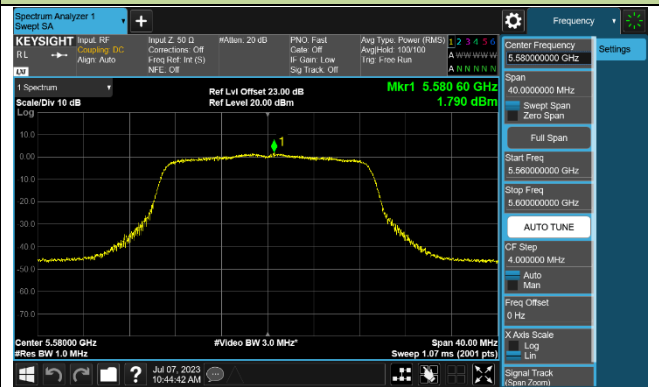 Spectrum Analyzer 1
Swept SA
Frequency
KEYSIGHT
RL
LXI
Input: RF
Coupling: DC
Align: Auto
Input Z: 50 Ω
Corrections: Off
Freq Ref: Int (S)
NFE: Off
#Atten: 20 dB
PNO: Fast
Gate: Off
IF Gain: Low
Sig Track: Off
Avg Type: Power (RMS)
Avg|Hold: 100/100
Trig: Free Run
1 2 3 4 5 6
A W W W W W
A N N N N N
1 Spectrum
Scale/Div 10 dB
Log
Ref Lvl Offset 23.00 dB
Ref Level 20.00 dBm
Mkr1 5.580 60 GHz
1.790 dBm
1
10.0
0.00
-10.0
-20.0
-30.0
-40.0
-50.0
-60.0
-70.0
Center 5.58000 GHz
#Res BW 1.0 MHz
#Video BW 3.0 MHz*
Span 40.00 MHz
Sweep 1.07 ms (2001 pts)
Jul 07, 2023
10:44:42 AM
Center Frequency
5.580000000 GHz
Span
40.0000000 MHz
Swept Span
Zero Span
Full Span
Start Freq
5.560000000 GHz
Stop Freq
5.600000000 GHz
AUTO TUNE
CF Step
4.000000 MHz
Auto
Man
Freq Offset
0 Hz
X Axis Scale
Log
Lin
Signal Track
(Span Zoom)
Settings